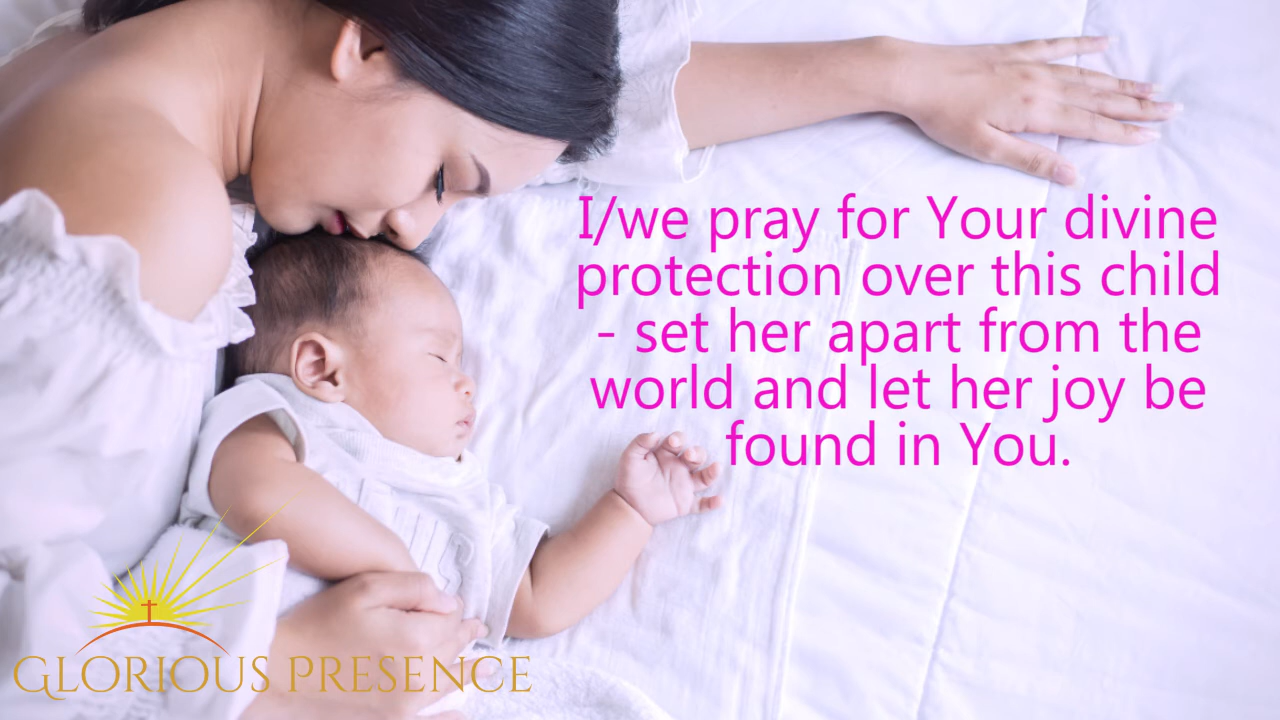 I/we pray for Your divine
protection over this child
- set her apart from the
world and let her joy be
found in You.
GLORIOUS PRESENCE